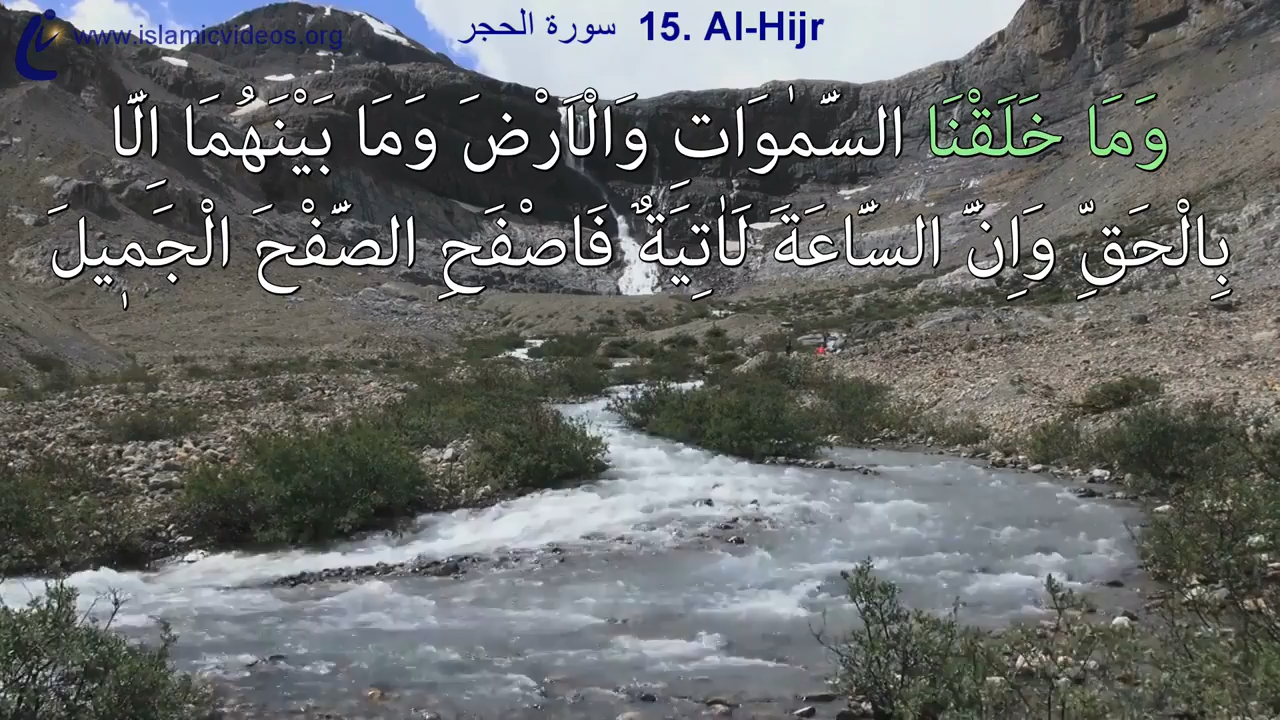 www.islamicvideos.org
سورة الحجر 15. Al-Hijr
وَمَا خَلَقْنَا السَّمٰوَاتِ وَالْاَرْضَ وَمَا بَيْنَهُمَا اِلَّا
بِالْحَقِّ وَاِنَّ السَّاعَةَ لَاٰتِيَةٌ فَاصْفَحِ الصَّفْحَ الْجَمٖيلَ